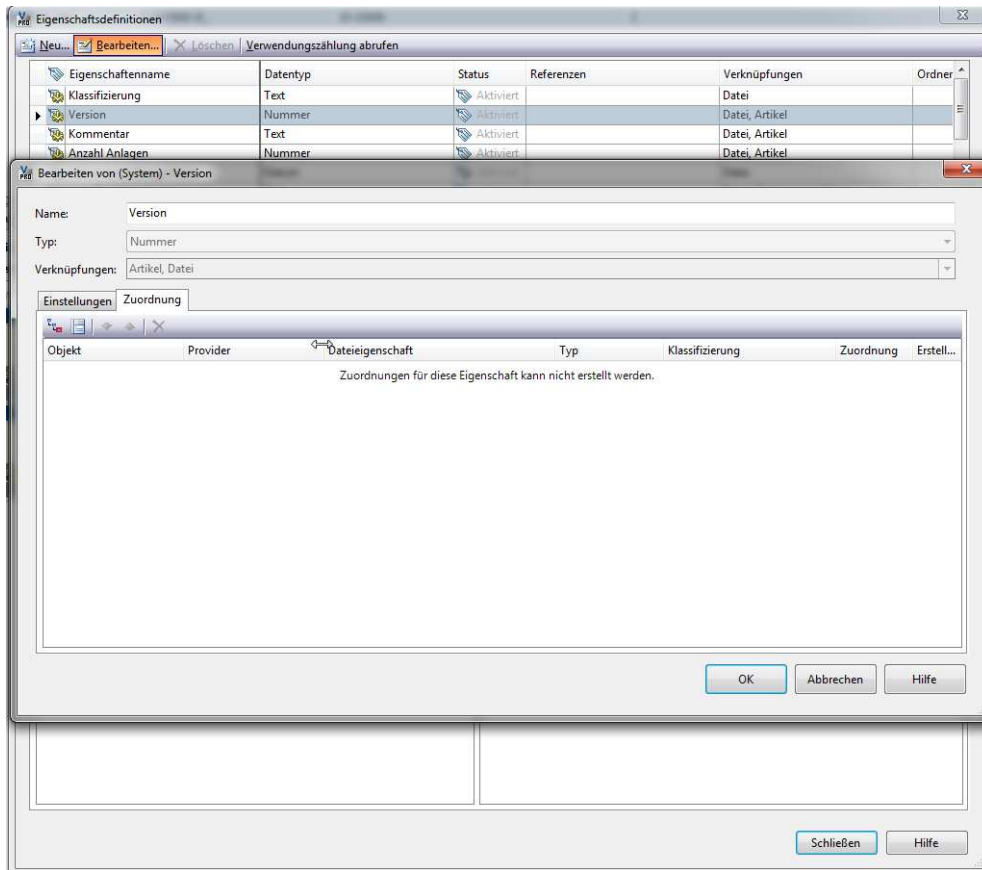 Eigenschaftsdefinitionen
Neu... Bearbeiten... Löschen Verwendungszählung abrufen
Eigenschaftenname Datentyp Status Referenzen Verknüpfungen Ordner
Klassifizierung Text Aktiviert Datei
Version Nummer Aktiviert Datei, Artikel
Kommentar Text Aktiviert Datei, Artikel
Anzahl Anlagen Nummer Aktiviert Datei, Artikel
Bearbeiten von (System) - Version
Name: Version
Typ: Nummer
Verknüpfungen: Artikel, Datei
Einstellungen Zuordnung
Objekt Provider Dateieigenschaft Typ Klassifizierung Zuordnung Erstell...
Zuordnungen für diese Eigenschaft kann nicht erstellt werden.
OK Abbrechen Hilfe
Schließen Hilfe